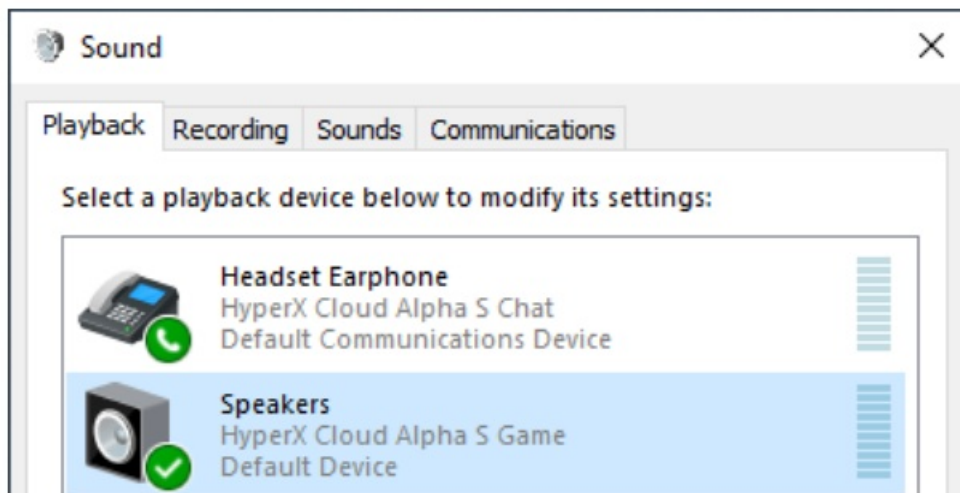 Sound
Playback Recording Sounds Communications
Select a playback device below to modify its settings:
Headset Earphone
HyperX Cloud Alpha S Chat
Default Communications Device
Speakers
HyperX Cloud Alpha S Game
Default Device